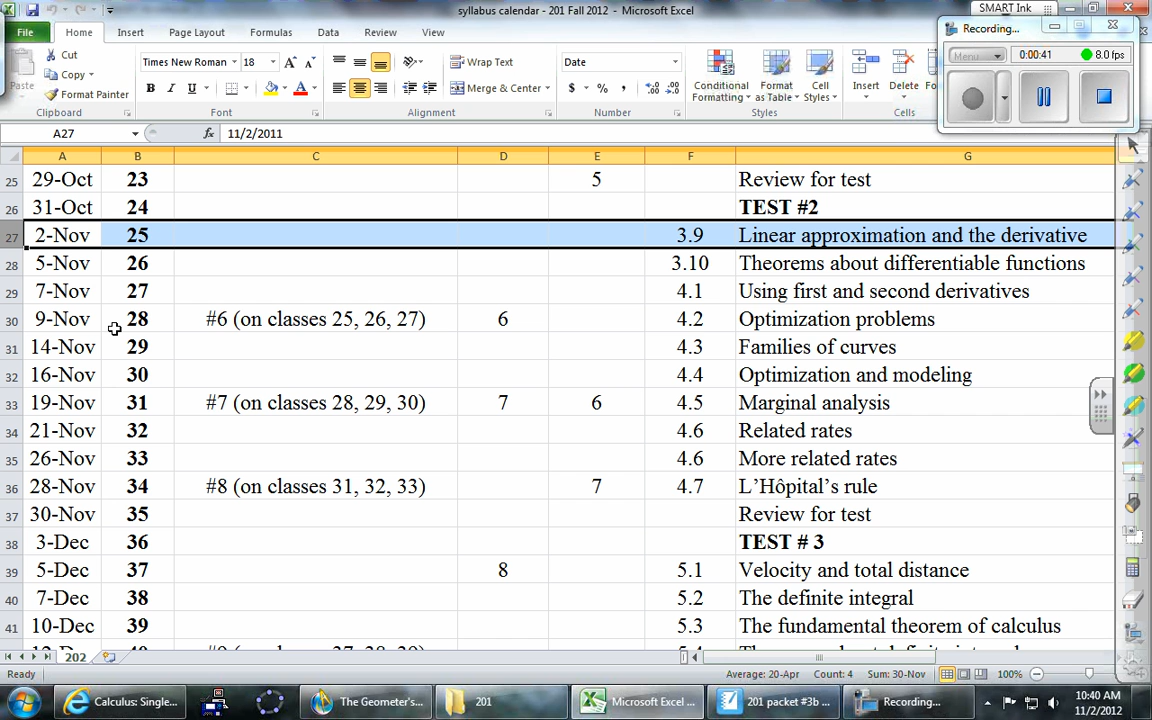 syllabus calendar - 201 Fall 2012 - Microsoft Excel
SMART Ink
File Home Insert Page Layout Formulas Data Review View
Recording...
Menu 0:00:41 8.0 fps
Paste Cut Copy Format Painter
Times New Roman 18
B I U A
Wrap Text
Merge & Center
Date
$ % ,
Conditional Formatting Format as Table Cell Styles
Insert Delete
Clipboard Font Alignment Number Styles Cells
A27 fx 11/2/2011
A B C D E F G
25 29-Oct 23 5 Review for test
26 31-Oct 24 TEST #2
27 2-Nov 25 3.9 Linear approximation and the derivative
28 5-Nov 26 3.10 Theorems about differentiable functions
29 7-Nov 27 4.1 Using first and second derivatives
30 9-Nov 28 #6 (on classes 25, 26, 27) 6 4.2 Optimization problems
31 14-Nov 29 4.3 Families of curves
32 16-Nov 30 4.4 Optimization and modeling
33 19-Nov 31 #7 (on classes 28, 29, 30) 7 6 4.5 Marginal analysis
34 21-Nov 32 4.6 Related rates
35 26-Nov 33 4.6 More related rates
36 28-Nov 34 #8 (on classes 31, 32, 33) 7 4.7 L’Hôpital’s rule
37 30-Nov 35 Review for test
38 3-Dec 36 TEST # 3
39 5-Dec 37 8 5.1 Velocity and total distance
40 7-Dec 38 5.2 The definite integral
41 10-Dec 39 5.3 The fundamental theorem of calculus
202
Ready Average: 20-Apr Count: 4 Sum: 30-Nov 100%
Calculus: Single... The Geometer's... 201 Microsoft Excel ... 201 packet #3b ... Recording... 10:40 AM
11/2/2012